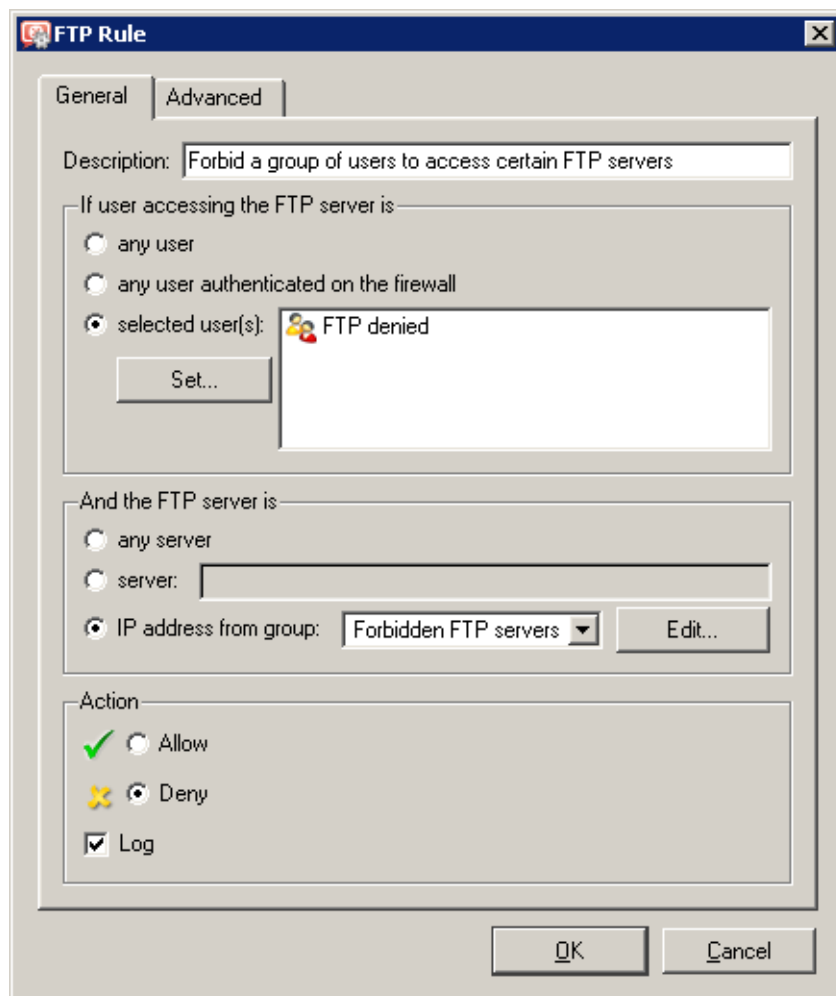 FTP Rule
General
Advanced
Description: Forbid a group of users to access certain FTP servers
If user accessing the FTP server is
any user
any user authenticated on the firewall
selected user(s): FTP denied
Set...
And the FTP server is
any server
server:
IP address from group: Forbidden FTP servers Edit...
Action
Allow
Deny
Log
OK Cancel